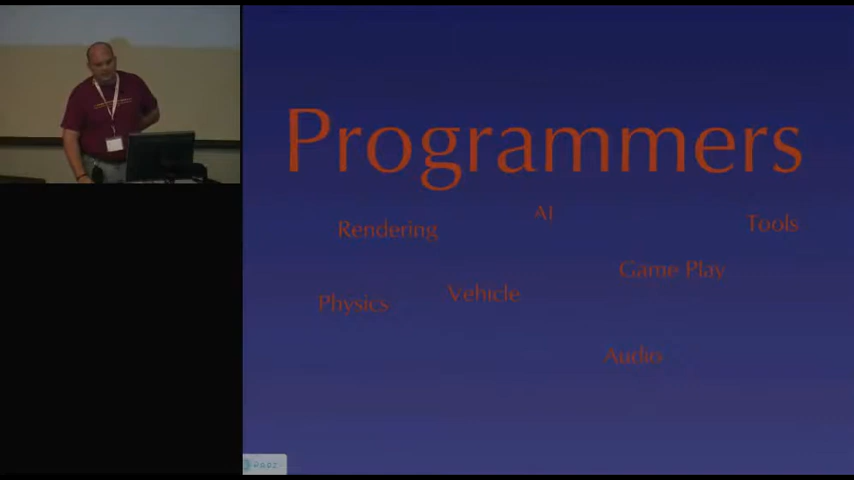 Programmers
AI
Rendering
Tools
Game Play
Vehicle
Physics
Audio